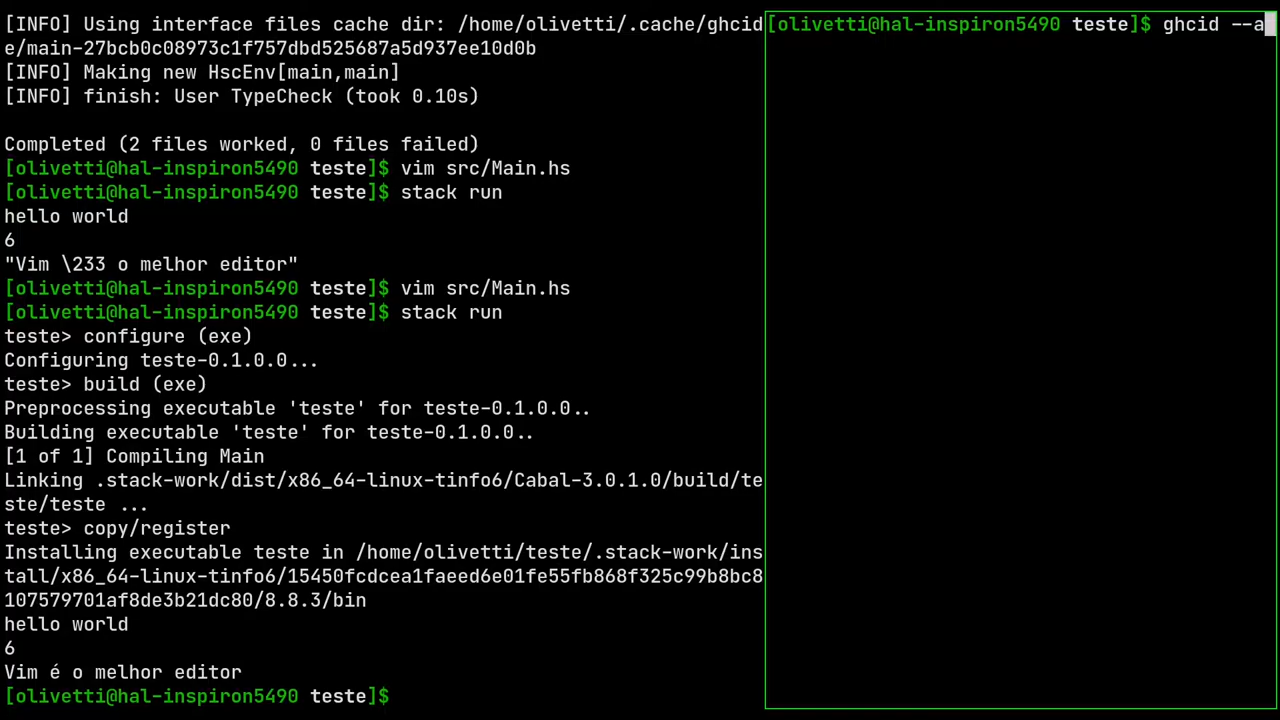 [INFO] Using interface files cache dir: /home/olivetti/.cache/ghcid
e/main-27bcb0c08973c1f757dbd525687a5d937ee10d0b
[INFO] Making new HscEnv[main,main]
[INFO] finish: User TypeCheck (took 0.10s)
Completed (2 files worked, 0 files failed)
[olivetti@hal-inspiron5490 teste]$ vim src/Main.hs
[olivetti@hal-inspiron5490 teste]$ stack run
hello world
6
"Vim \233 o melhor editor"
[olivetti@hal-inspiron5490 teste]$ vim src/Main.hs
[olivetti@hal-inspiron5490 teste]$ stack run
teste> configure (exe)
Configuring teste-0.1.0.0...
teste> build (exe)
Preprocessing executable 'teste' for teste-0.1.0.0..
Building executable 'teste' for teste-0.1.0.0..
[1 of 1] Compiling Main
Linking .stack-work/dist/x86_64-linux-tinfo6/Cabal-3.0.1.0/build/te
ste/teste ...
teste> copy/register
Installing executable teste in /home/olivetti/teste/.stack-work/ins
tall/x86_64-linux-tinfo6/15450fcdcea1faeed6e01fe55fb868f325c99b8bc8
107579701af8de3b21dc80/8.8.3/bin
hello world
6
Vim é o melhor editor
[olivetti@hal-inspiron5490 teste]$
[olivetti@hal-inspiron5490 teste]$ ghcid --a